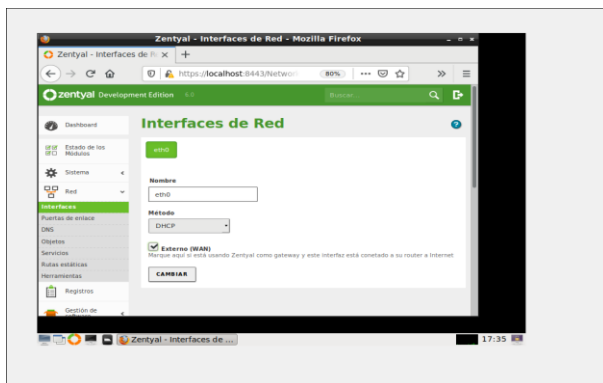 Zentyal - Interfaces de Red - Mozilla Firefox
Zentyal - Interfaces de R
https://localhost:8443/Network
80%
zentyal Development Edition 6.0
Buscar...
Interfaces de Red
Dashboard
Estado de los
Módulos
Sistema
Red
Interfaces
Puertas de enlace
DNS
Objetos
Servicios
Rutas estáticas
Herramientas
Registros
Gestión de
eth0
Nombre
eth0
Método
DHCP
Externo (WAN)
Marque aquí si está usando Zentyal como gateway y este interfaz está conetado a su router a Internet
CAMBIAR
Zentyal - Interfaces de ...
17:35